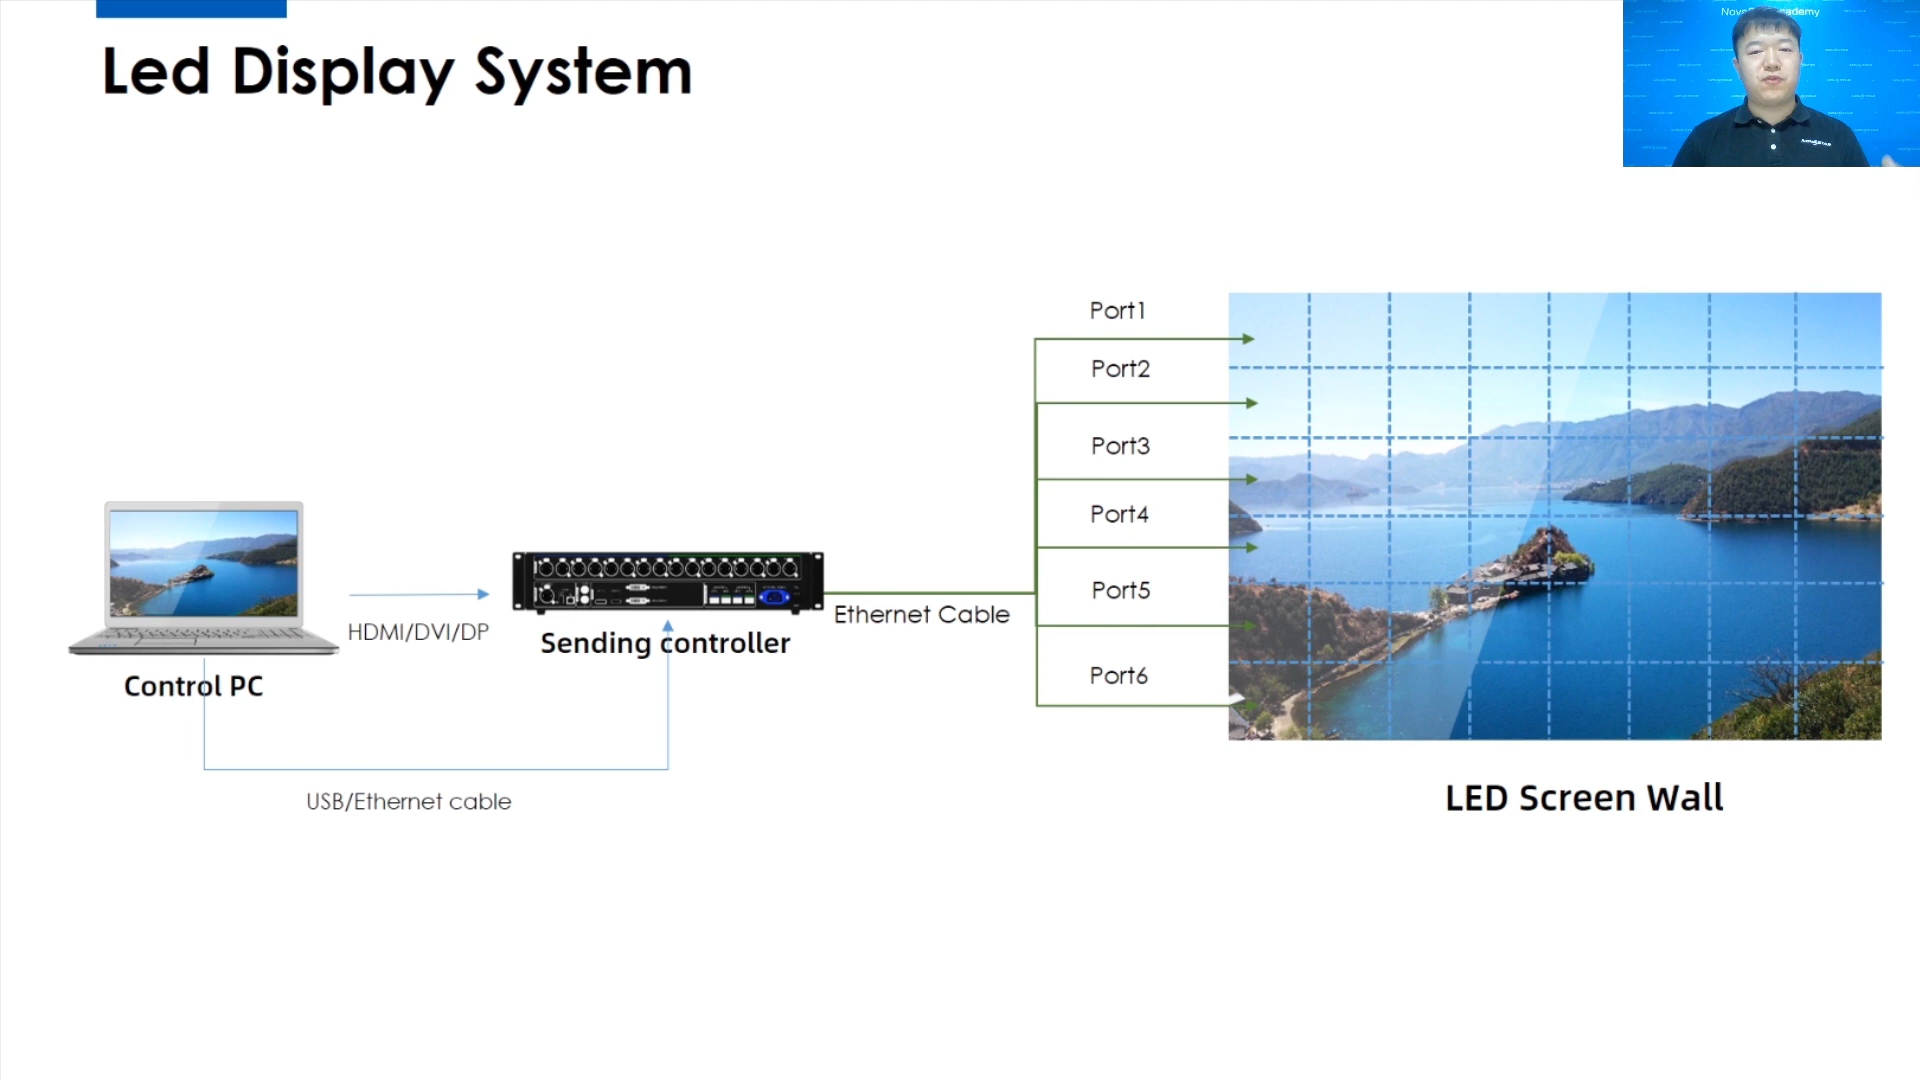 Led Display System
Port1
Port2
Port3
Port4
Port5
Port6
HDMI/DVI/DP
Sending controller
Ethernet Cable
Control PC
USB/Ethernet cable
LED Screen Wall